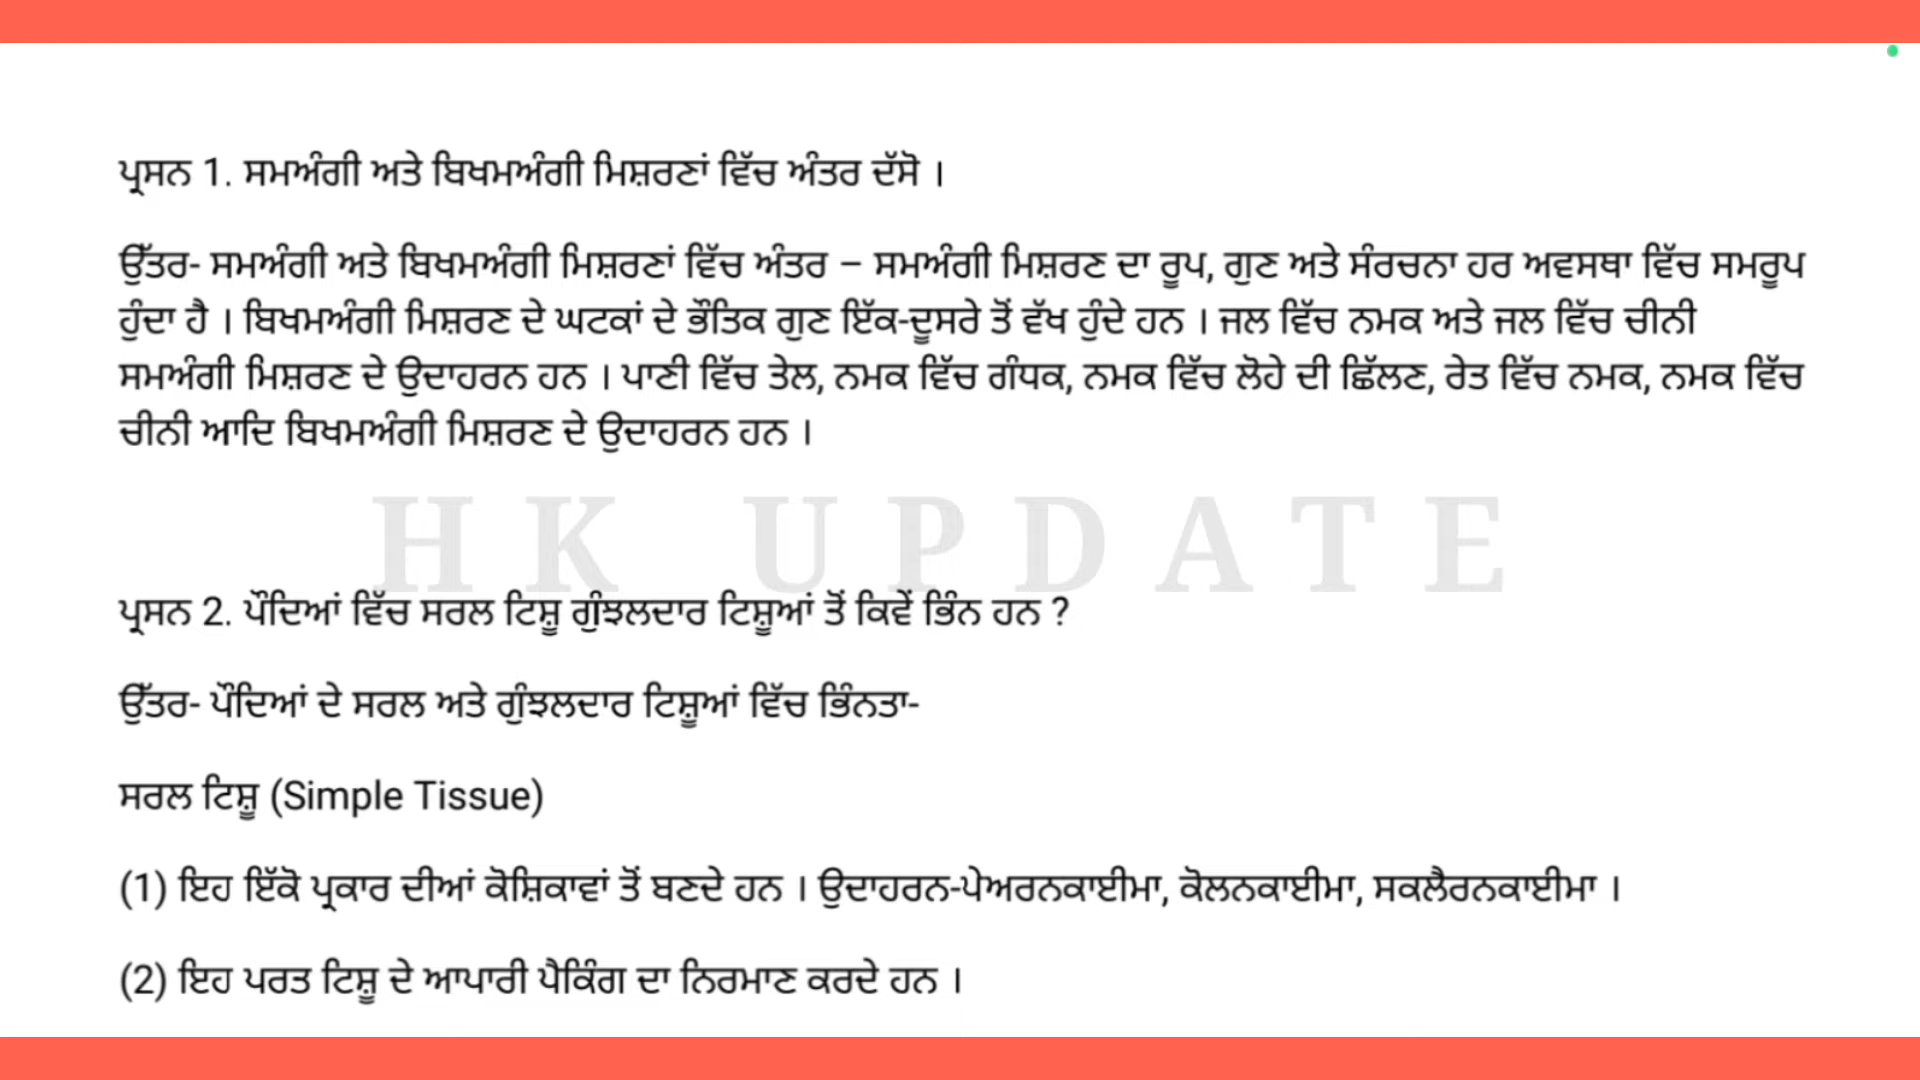 ਪ੍ਰਸਨ 1. ਸਮਅੰਗੀ ਅਤੇ ਬਿਖਮਅੰਗੀ ਮਿਸ਼ਰਣਾਂ ਵਿੱਚ ਅੰਤਰ ਦੱਸੋ ।
ਉੱਤਰ- ਸਮਅੰਗੀ ਅਤੇ ਬਿਖਮਅੰਗੀ ਮਿਸ਼ਰਣਾਂ ਵਿੱਚ ਅੰਤਰ – ਸਮਅੰਗੀ ਮਿਸ਼ਰਣ ਦਾ ਰੂਪ, ਗੁਣ ਅਤੇ ਸੰਰਚਨਾ ਹਰ ਅਵਸਥਾ ਵਿੱਚ ਸਮਰੂਪ
ਹੁੰਦਾ ਹੈ । ਬਿਖਮਅੰਗੀ ਮਿਸ਼ਰਣ ਦੇ ਘਟਕਾਂ ਦੇ ਭੌਤਿਕ ਗੁਣ ਇੱਕ-ਦੂਸਰੇ ਤੋਂ ਵੱਖ ਹੁੰਦੇ ਹਨ । ਜਲ ਵਿੱਚ ਨਮਕ ਅਤੇ ਜਲ ਵਿੱਚ ਚੀਨੀ
ਸਮਅੰਗੀ ਮਿਸ਼ਰਣ ਦੇ ਉਦਾਹਰਨ ਹਨ । ਪਾਣੀ ਵਿੱਚ ਤੇਲ, ਨਮਕ ਵਿੱਚ ਗੰਧਕ, ਨਮਕ ਵਿੱਚ ਲੋਹੇ ਦੀ ਛਿੱਲਣ, ਰੇਤ ਵਿੱਚ ਨਮਕ, ਨਮਕ ਵਿੱਚ
ਚੀਨੀ ਆਦਿ ਬਿਖਮਅੰਗੀ ਮਿਸ਼ਰਣ ਦੇ ਉਦਾਹਰਨ ਹਨ ।
HK UPDATE
ਪ੍ਰਸਨ 2. ਪੌਦਿਆਂ ਵਿੱਚ ਸਰਲ ਟਿਸ਼ੂ ਗੁੰਝਲਦਾਰ ਟਿਸ਼ੂਆਂ ਤੋਂ ਕਿਵੇਂ ਭਿੰਨ ਹਨ ?
ਉੱਤਰ- ਪੌਦਿਆਂ ਦੇ ਸਰਲ ਅਤੇ ਗੁੰਝਲਦਾਰ ਟਿਸ਼ੂਆਂ ਵਿੱਚ ਭਿੰਨਤਾ-
ਸਰਲ ਟਿਸ਼ੂ (Simple Tissue)
(1) ਇਹ ਇੱਕੋ ਪ੍ਰਕਾਰ ਦੀਆਂ ਕੋਸ਼ਿਕਾਵਾਂ ਤੋਂ ਬਣਦੇ ਹਨ । ਉਦਾਹਰਨ-ਪੇਅਰਨਕਾਈਮਾ, ਕੋਲਨਕਾਈਮਾ, ਸਕਲੈਰਨਕਾਈਮਾ ।
(2) ਇਹ ਪਰਤ ਟਿਸ਼ੂ ਦੇ ਆਪਾਰੀ ਪੈਕਿੰਗ ਦਾ ਨਿਰਮਾਣ ਕਰਦੇ ਹਨ ।